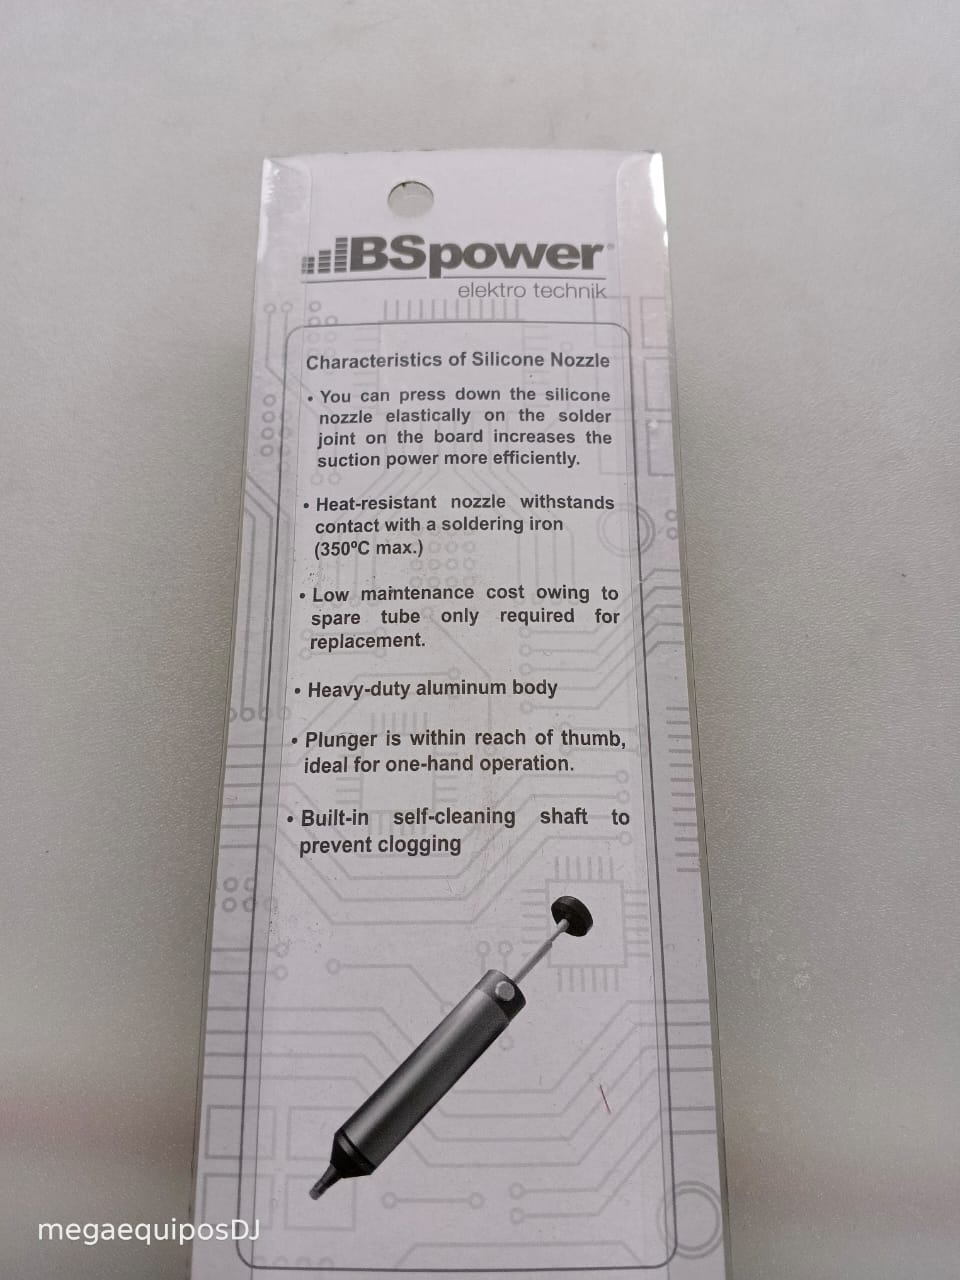 BSpower®
elektro technik
Characteristics of Silicone Nozzle
• You can press down the silicone
nozzle elastically on the solder
joint on the board increases the
suction power more efficiently.
• Heat-resistant nozzle withstands
contact with a soldering iron
(350ºC max.)
• Low maintenance cost owing to
spare tube only required for
replacement.
• Heavy-duty aluminum body
• Plunger is within reach of thumb,
ideal for one-hand operation.
• Built-in self-cleaning shaft to
prevent clogging
megaequiposDJ